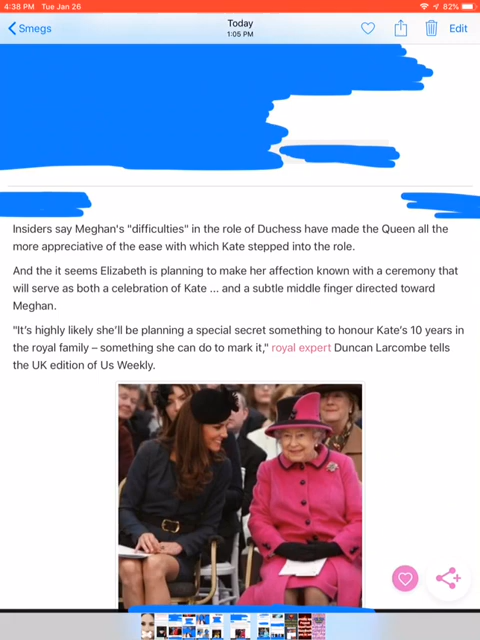 4:38 PM Tue Jan 26
82%
Smegs
Today
1:05 PM
Edit
Insiders say Meghan's "difficulties" in the role of Duchess have made the Queen all the
more appreciative of the ease with which Kate stepped into the role.
And the it seems Elizabeth is planning to make her affection known with a ceremony that
will serve as both a celebration of Kate ... and a subtle middle finger directed toward
Meghan.
"It's highly likely she'll be planning a special secret something to honour Kate's 10 years in
the royal family – something she can do to mark it," royal expert Duncan Larcombe tells
the UK edition of Us Weekly.